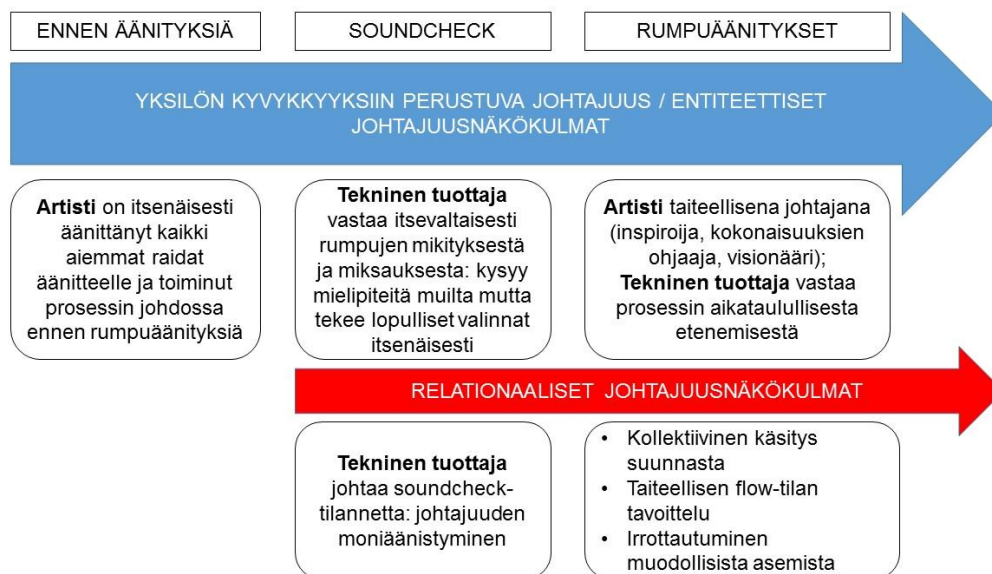 ENNEN ÄÄNITYKSIÄ
SOUNDCHECK
RUMPUÄÄNITYKSET
YKSILÖN KYVYKKYYKSIIN PERUSTUVA JOHTAJUUS / ENTITEETTISET
JOHTAJUUSNÄKÖKULMAT
Artisti on itsenäisesti
äänittänyt kaikki
aiemmat raidat
äänitteelle ja toiminut
prosessin johdossa
ennen rumpuäänityksiä
Tekninen tuottaja
vastaa itsevaltaisesti
rumpujen mikityksestä
ja miksauksesta: kysyy
mielipiteitä muilta mutta
tekee lopulliset valinnat
itsenäisesti
Artisti taiteellisena johtajana
(inspiroija, kokonaisuuksien
ohjaaja, visionääri);
Tekninen tuottaja vastaa
prosessin aikataulullisesta
etenemisestä
RELATIONAALISET JOHTAJUUSNÄKÖKULMAT
Tekninen tuottaja
johtaa soundcheck-
tilannetta: johtajuuden
moniäänistyminen
• Kollektiivinen käsitys
suunnasta
• Taiteellisen flow-tilan
tavoittelu
• Irrottautuminen
muodollisista asemista